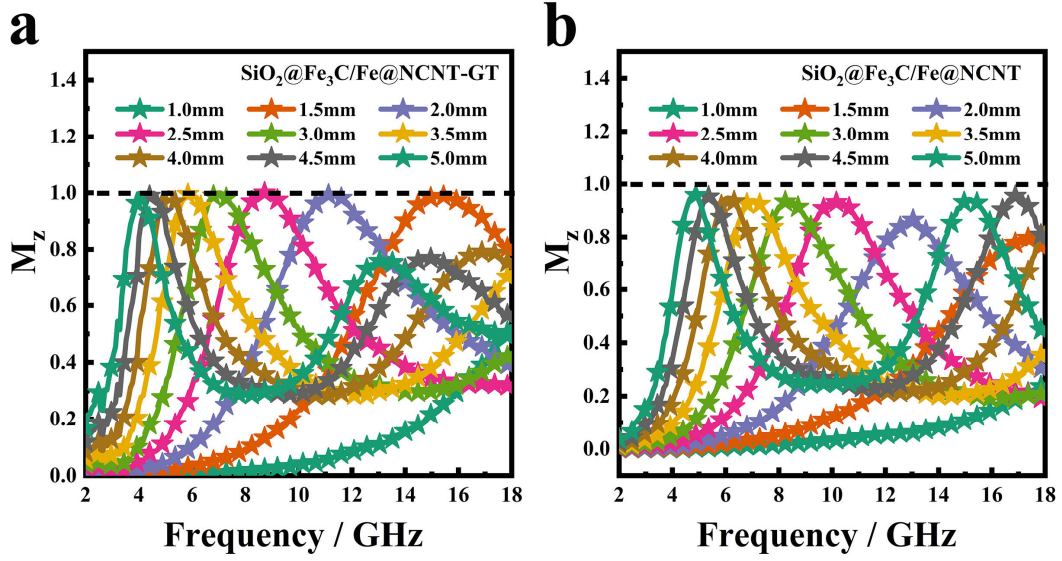 a
SiO2@Fe3C/Fe@NCNT-GT
1.0mm 1.5mm 2.0mm
2.5mm 3.0mm 3.5mm
4.0mm 4.5mm 5.0mm
Mz
1.4
1.2
1.0
0.8
0.6
0.4
0.2
0.0
2 4 6 8 10 12 14 16 18
Frequency / GHz
b
SiO2@Fe3C/Fe@NCNT
1.0mm 1.5mm 2.0mm
2.5mm 3.0mm 3.5mm
4.0mm 4.5mm 5.0mm
Mz
1.4
1.2
1.0
0.8
0.6
0.4
0.2
0.0
2 4 6 8 10 12 14 16 18
Frequency / GHz